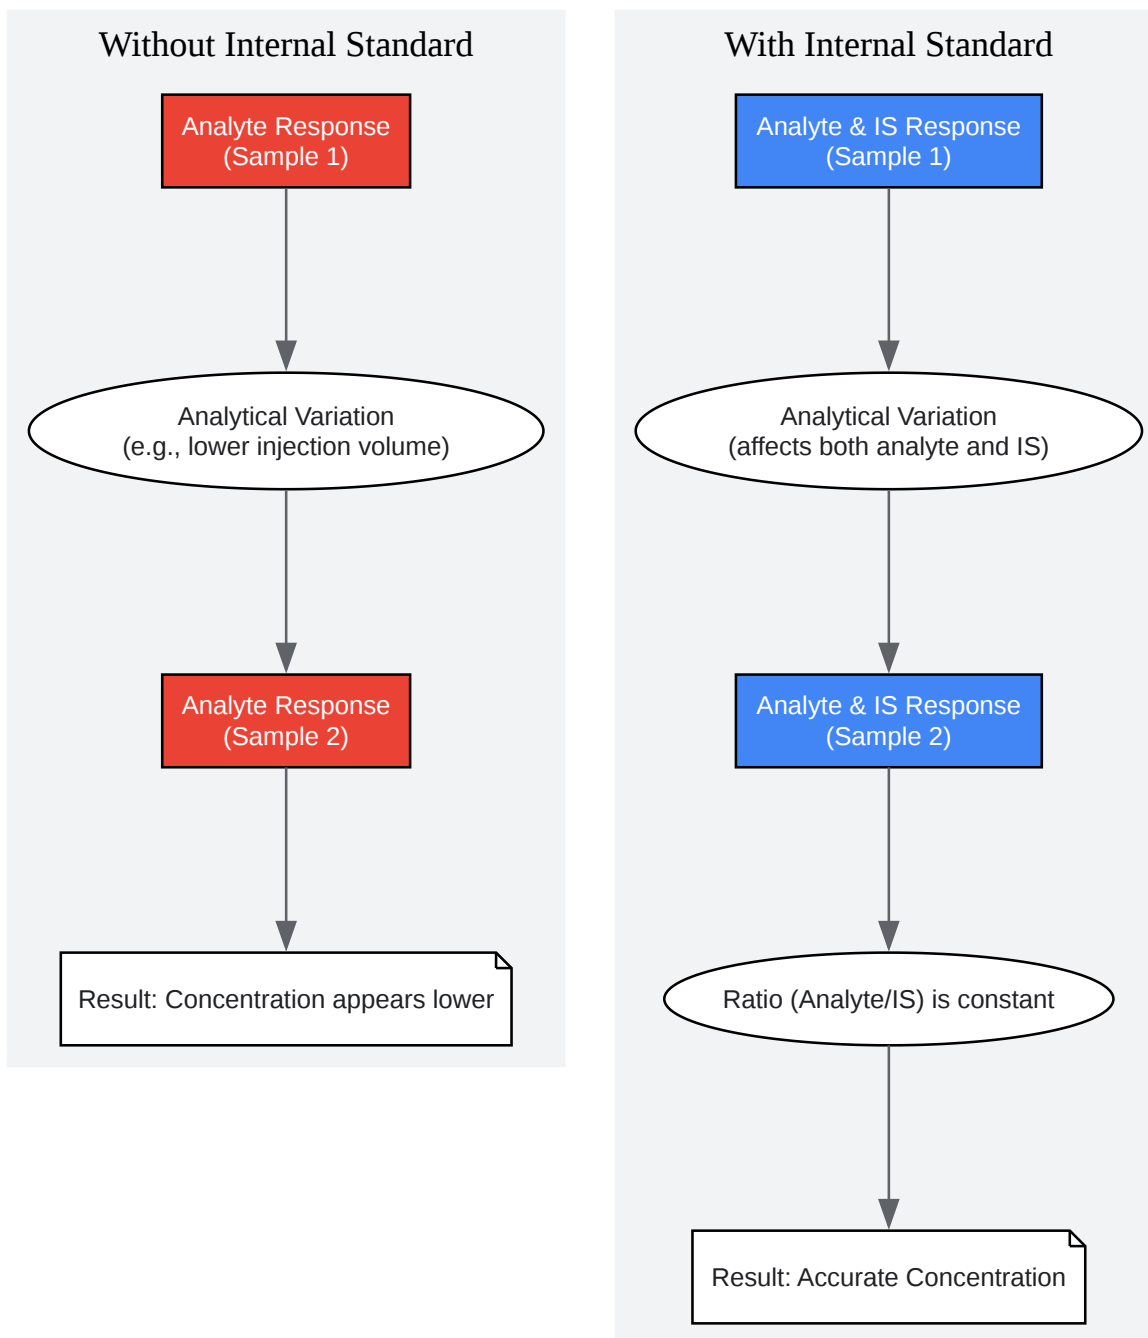 Without Internal Standard
Analyte Response
(Sample 1)
Analytical Variation
(e.g., lower injection volume)
Analyte Response
(Sample 2)
Result: Concentration appears lower
With Internal Standard
Analyte & IS Response
(Sample 1)
Analytical Variation
(affects both analyte and IS)
Analyte & IS Response
(Sample 2)
Ratio (Analyte/IS) is constant
Result: Accurate Concentration